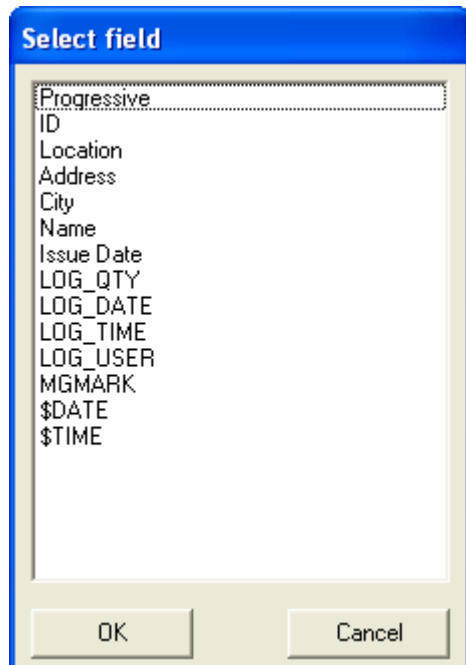 Select field
Progressive
ID
Location
Address
City
Name
Issue Date
LOG_QTY
LOG_DATE
LOG_TIME
LOG_USER
MGMARK
$DATE
$TIME
OK Cancel